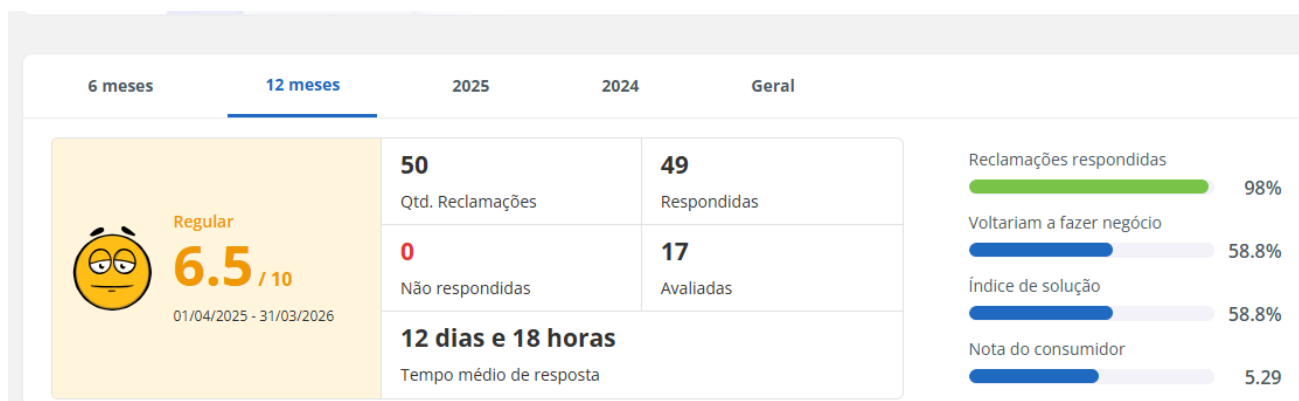 6 meses
12 meses
2025
2024
Geral
Regular
6.5 / 10
01/04/2025 - 31/03/2026
50
Qtd. Reclamações
49
Respondidas
0
Não respondidas
17
Avaliadas
12 dias e 18 horas
Tempo médio de resposta
Reclamações respondidas
98%
Voltariam a fazer negócio
58.8%
Índice de solução
58.8%
Nota do consumidor
5.29